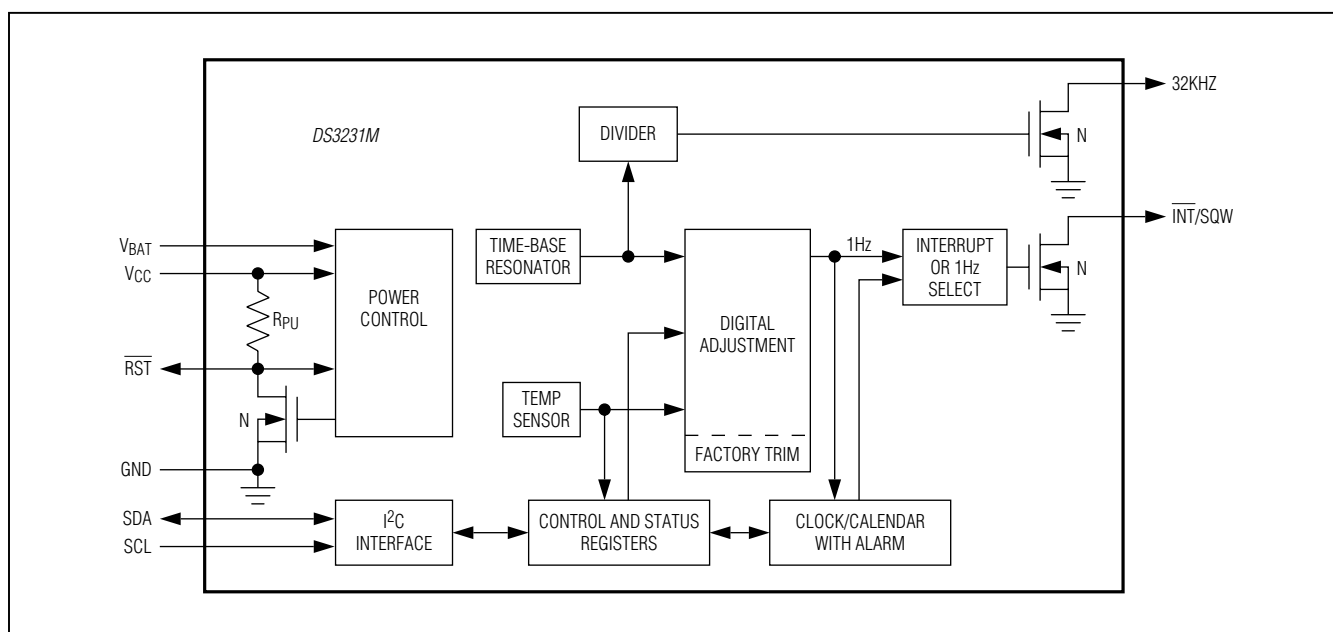 32KHZ
DS3231M
DIVIDER
N
INT/SQW
VBAT
VCC
TIME-BASE
RESONATOR
1Hz
INTERRUPT
OR 1Hz
SELECT
N
POWER
CONTROL
RPU
DIGITAL
ADJUSTMENT
RST
TEMP
SENSOR
N
FACTORY TRIM
GND
SDA
SCL
I2C
INTERFACE
CONTROL AND STATUS
REGISTERS
CLOCK/CALENDAR
WITH ALARM